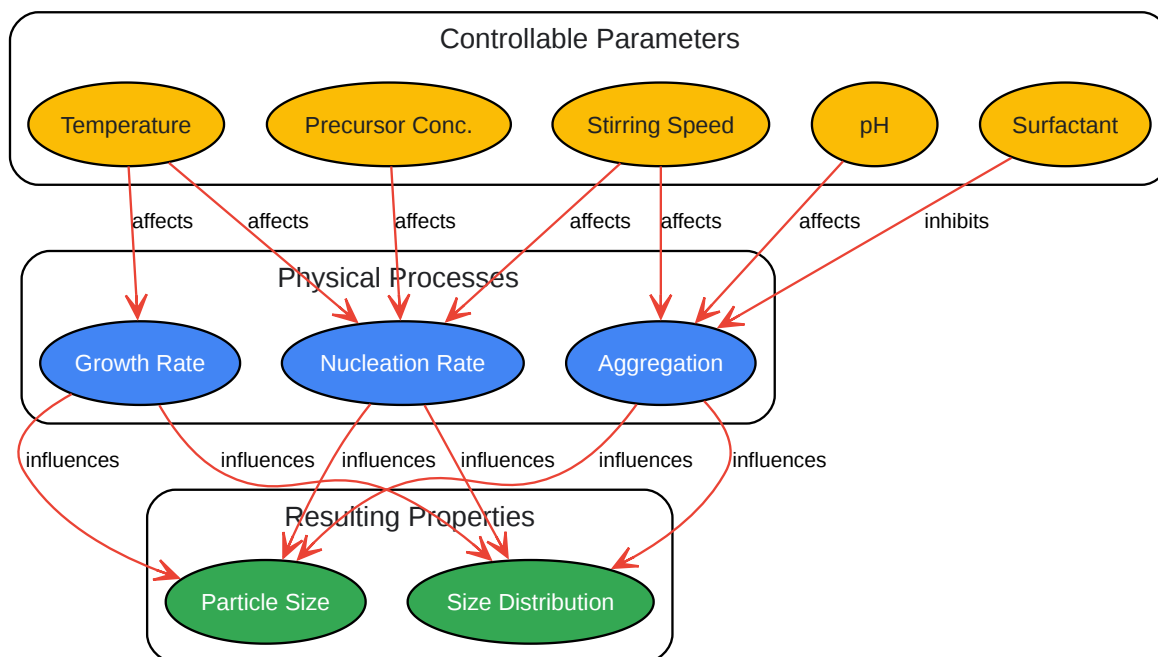 Controllable Parameters
Temperature
Precursor Conc.
Stirring Speed
pH
Surfactant
affects
affects
affects
affects
affects
affects
inhibits
Physical Processes
Growth Rate
Nucleation Rate
Aggregation
influences
influences
influences
influences
influences
influences
Resulting Properties
Particle Size
Size Distribution